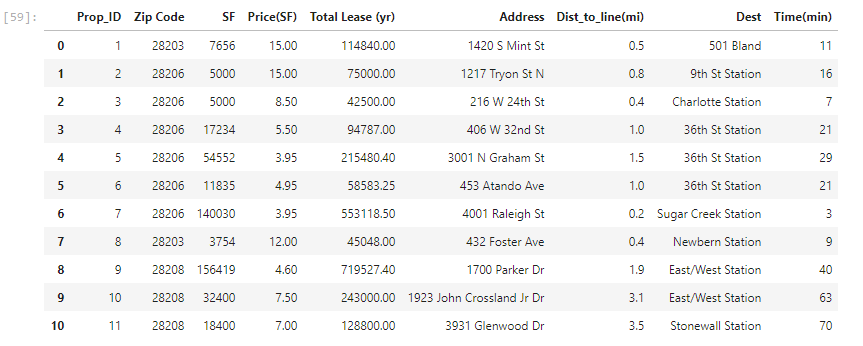 [59]: Prop_ID Zip Code SF Price(SF) Total Lease (yr) Address Dist_to_line(mi) Dest Time(min)
0 1 28203 7656 15.00 114840.00 1420 S Mint St 0.5 501 Bland 11
1 2 28206 5000 15.00 75000.00 1217 Tryon St N 0.8 9th St Station 16
2 3 28206 5000 8.50 42500.00 216 W 24th St 0.4 Charlotte Station 7
3 4 28206 17234 5.50 94787.00 406 W 32nd St 1.0 36th St Station 21
4 5 28206 54552 3.95 215480.40 3001 N Graham St 1.5 36th St Station 29
5 6 28206 11835 4.95 58583.25 453 Atando Ave 1.0 36th St Station 21
6 7 28206 140030 3.95 553118.50 4001 Raleigh St 0.2 Sugar Creek Station 3
7 8 28203 3754 12.00 45048.00 432 Foster Ave 0.4 Newbern Station 9
8 9 28208 156419 4.60 719527.40 1700 Parker Dr 1.9 East/West Station 40
9 10 28208 32400 7.50 243000.00 1923 John Crossland Jr Dr 3.1 East/West Station 63
10 11 28208 18400 7.00 128800.00 3931 Glenwood Dr 3.5 Stonewall Station 70